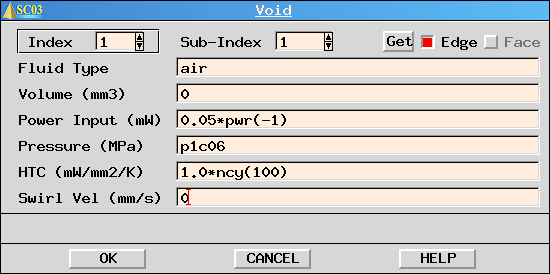 SC03 Void
Index 1 Sub-Index 1 Get Edge Face
Fluid Type air
Volume (mm3) 0
Power Input (mW) 0.05*pwr(-1)
Pressure (MPa) p1c06
HTC (mW/mm2/K) 1.0*ncy(100)
Swirl Vel (mm/s) 0
OK CANCEL HELP